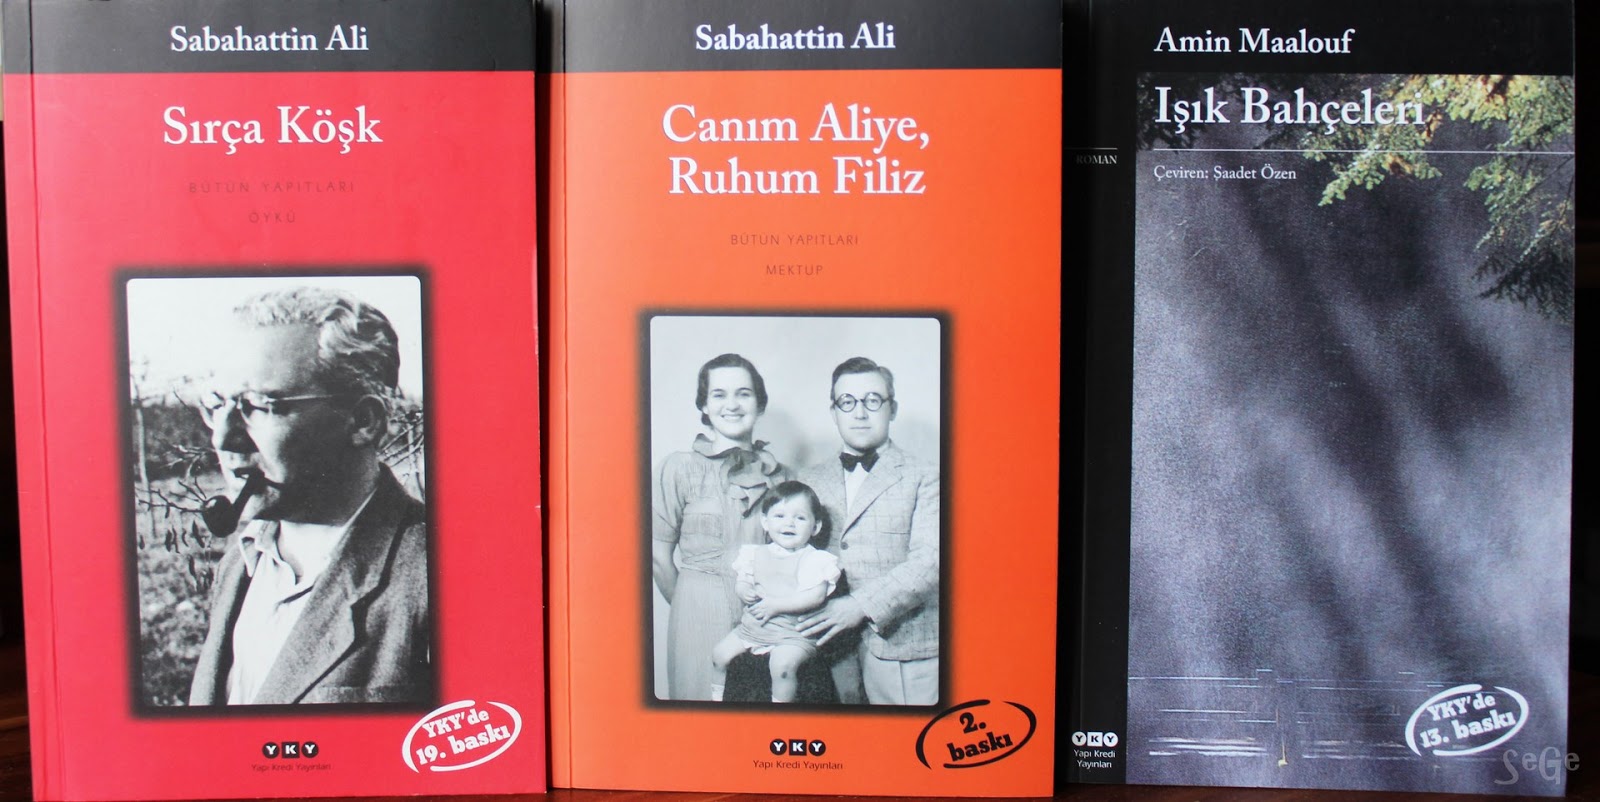 Sabahattin Ali
Sırça Köşk
BÜTÜN YAPITLARI
ÖYKÜ
YKY'de
19. baskı
YKY
Yapı Kredi Yayınları
Sabahattin Ali
Canım Aliye,
Ruhum Filiz
BÜTÜN YAPITLARI
MEKTUP
2.
baskı
YKY
Yapı Kredi Yayınları
Amin Maalouf
Işık Bahçeleri
ROMAN
Çeviren: Şaadet Özen
YKY'de
13. baskı
YKY
Yapı Kredi
Yayınları
SeGe